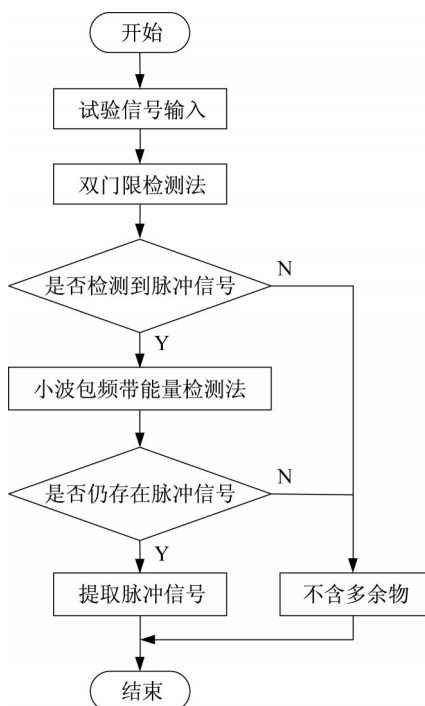 开始
试验信号输入
双门限检测法
是否检测到脉冲信号
N
Y
小波包频带能量检测法
是否仍存在脉冲信号
N
Y
提取脉冲信号
不含多余物
结束